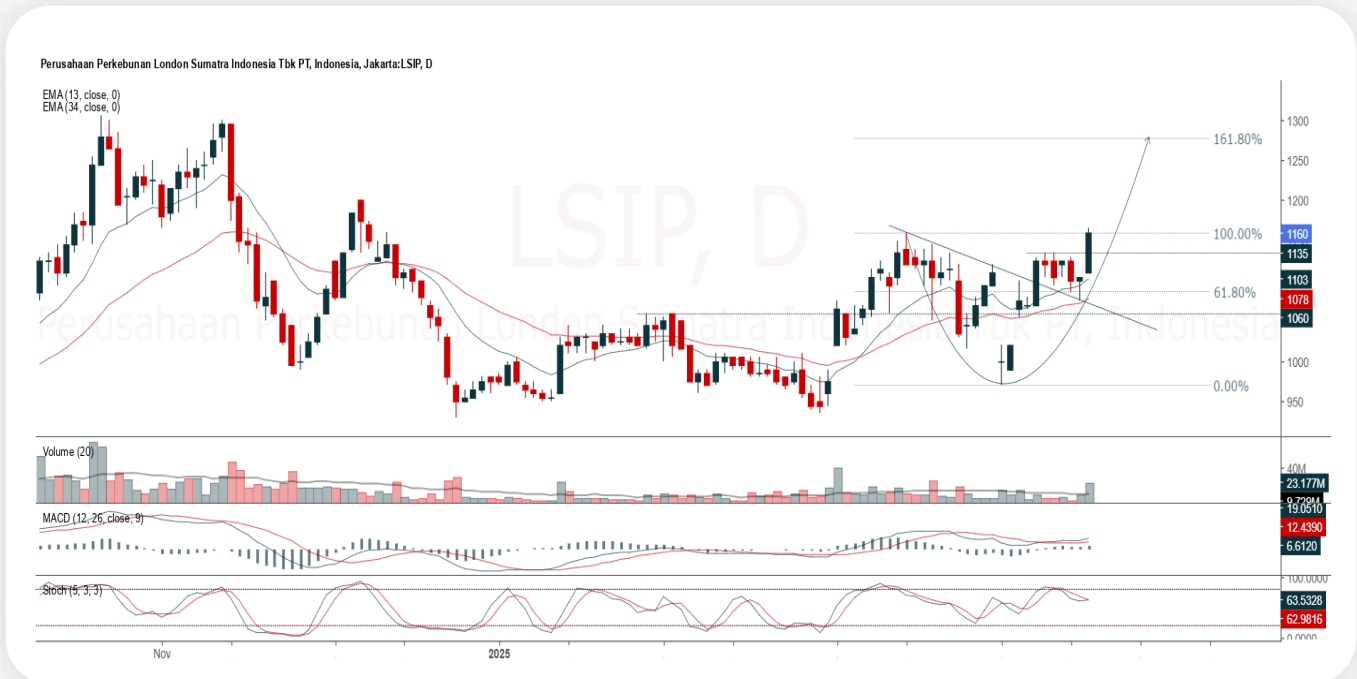 Perusahaan Perkebunan London Sumatra Indonesia Tbk PT, Indonesia, Jakarta:LSIP, D
EMA (13, close, 0)
EMA (34, close, 0)
LSIP, D
Perusahaan Perkebunan London Sumatra Indonesia Tbk PT, Indonesia
161.80%
100.00%
61.80%
0.00%
1300
1250
1200
1160
1135
1103
1078
1060
1000
950
Volume (20)
40M
23.177M
9.729M
MACD (12, 26, close, 9)
19.0510
12.4390
6.6120
Stoch (5, 3, 3)
100.0000
63.5328
62.9816
0.0000
Nov
2025